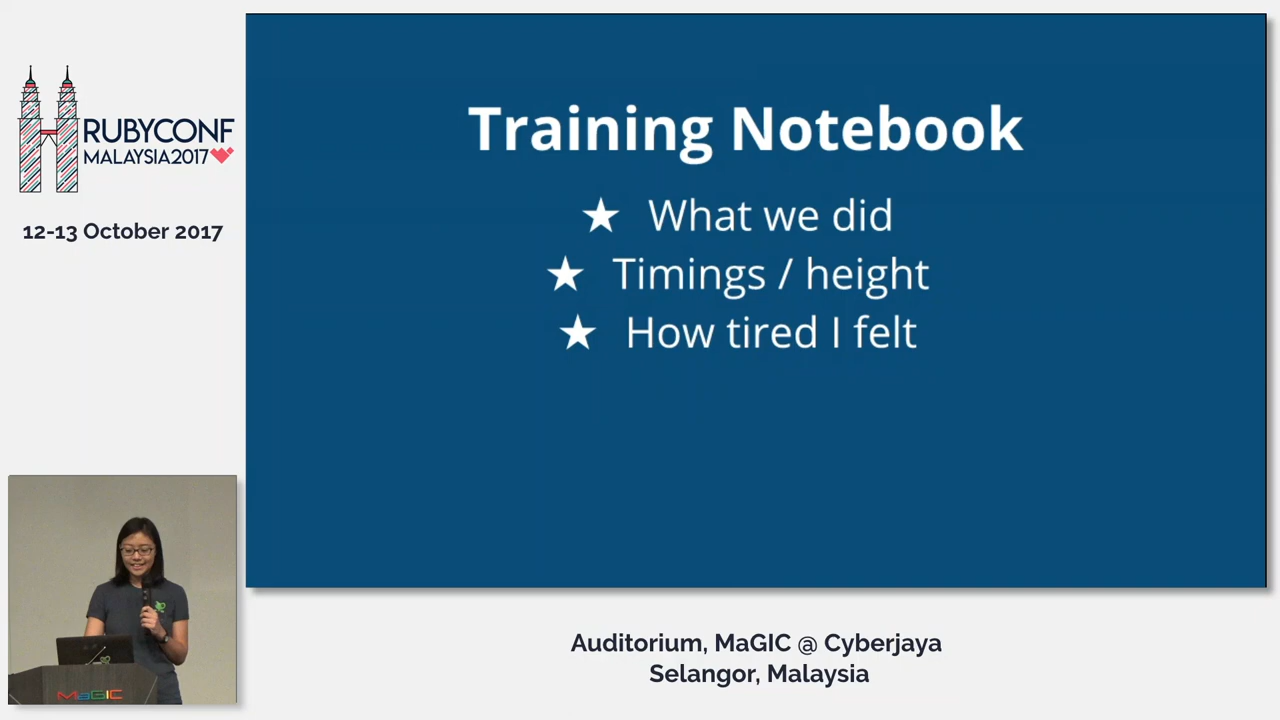 RUBYCONF
MALAYSIA2017
12-13 October 2017
Training Notebook
★ What we did
★ Timings / height
★ How tired I felt
MaGIC
Auditorium, MaGIC @ Cyberjaya
Selangor, Malaysia